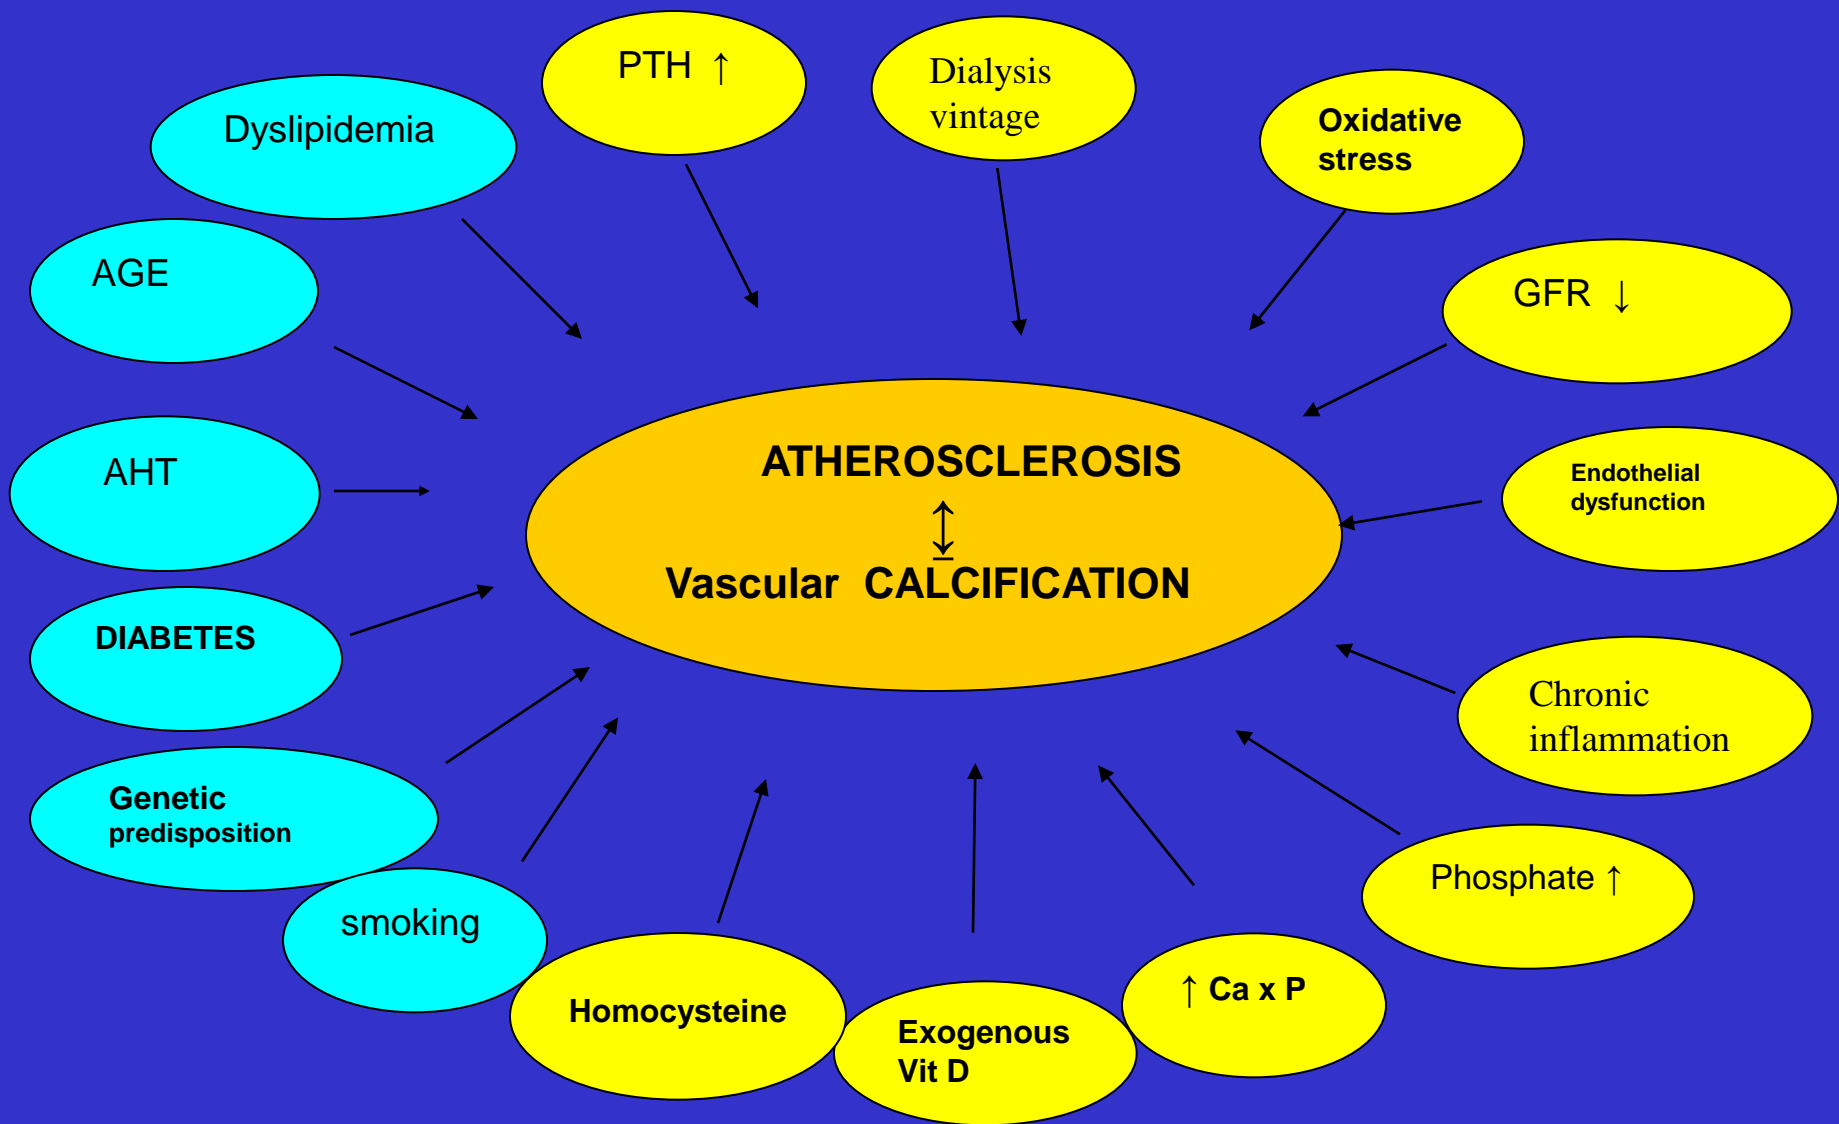 PTH ↑
Dialysis
vintage
Dyslipidemia
Oxidative
stress
AGE
GFR ↓
ATHEROSCLEROSIS
↕
Vascular CALCIFICATION
AHT
Endothelial
dysfunction
DIABETES
Chronic
inflammation
Genetic
predisposition
Phosphate ↑
smoking
Homocysteine
↑ Ca x P
Exogenous
Vit D